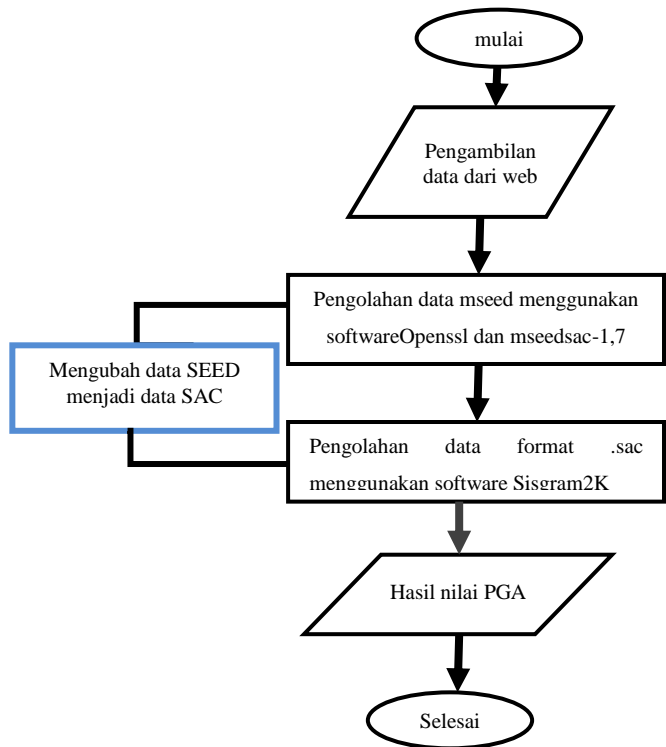 mulai
Pengambilan
data dari web
Pengolahan data mseed menggunakan
softwareOpenssl dan mseedsac-1,7
Mengubah data SEED
menjadi data SAC
Pengolahan data format .sac
menggunakan software Sisgram2K
Hasil nilai PGA
Selesai